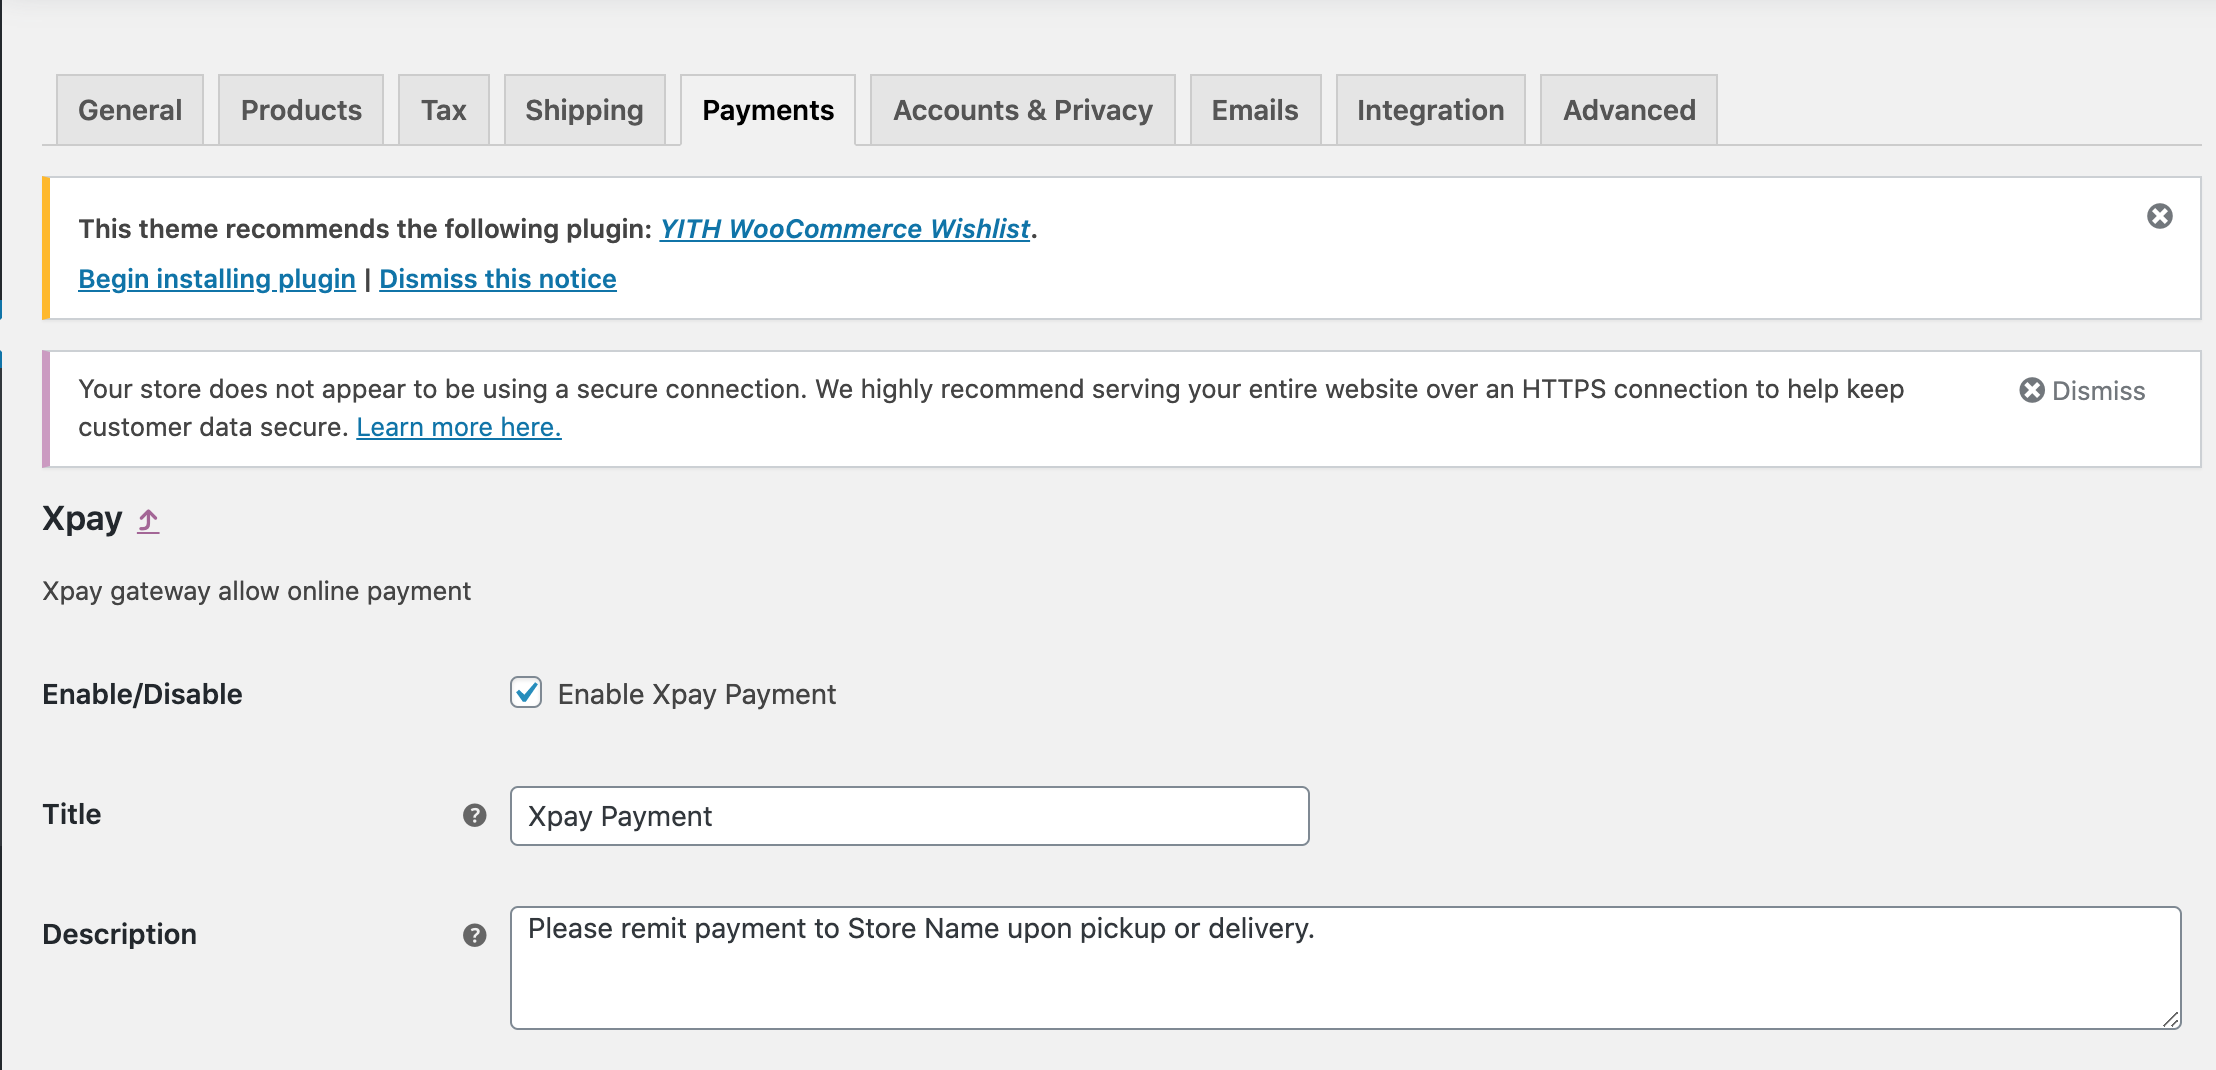 General Products Tax Shipping Payments Accounts & Privacy Emails Integration Advanced
This theme recommends the following plugin: YITH WooCommerce Wishlist.
Begin installing plugin | Dismiss this notice
Your store does not appear to be using a secure connection. We highly recommend serving your entire website over an HTTPS connection to help keep
customer data secure. Learn more here.
Dismiss
Xpay
Xpay gateway allow online payment
Enable/Disable
Enable Xpay Payment
Title
Xpay Payment
Description
Please remit payment to Store Name upon pickup or delivery.